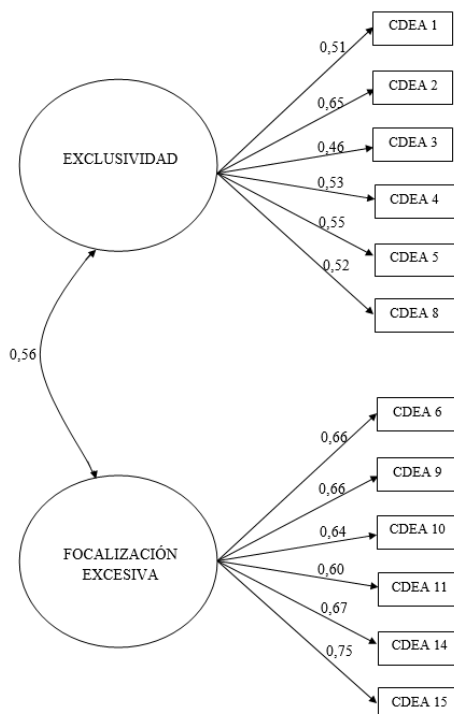 0,51
CDEA 1
0,65
CDEA 2
EXCLUSIVIDAD
0,46
CDEA 3
0,53
CDEA 4
0,55
CDEA 5
0,52
CDEA 8
0,56
0,66
CDEA 6
0,66
CDEA 9
0,64
CDEA 10
FOCALIZACIÓN
EXCESIVA
0,60
CDEA 11
0,67
CDEA 14
0,75
CDEA 15